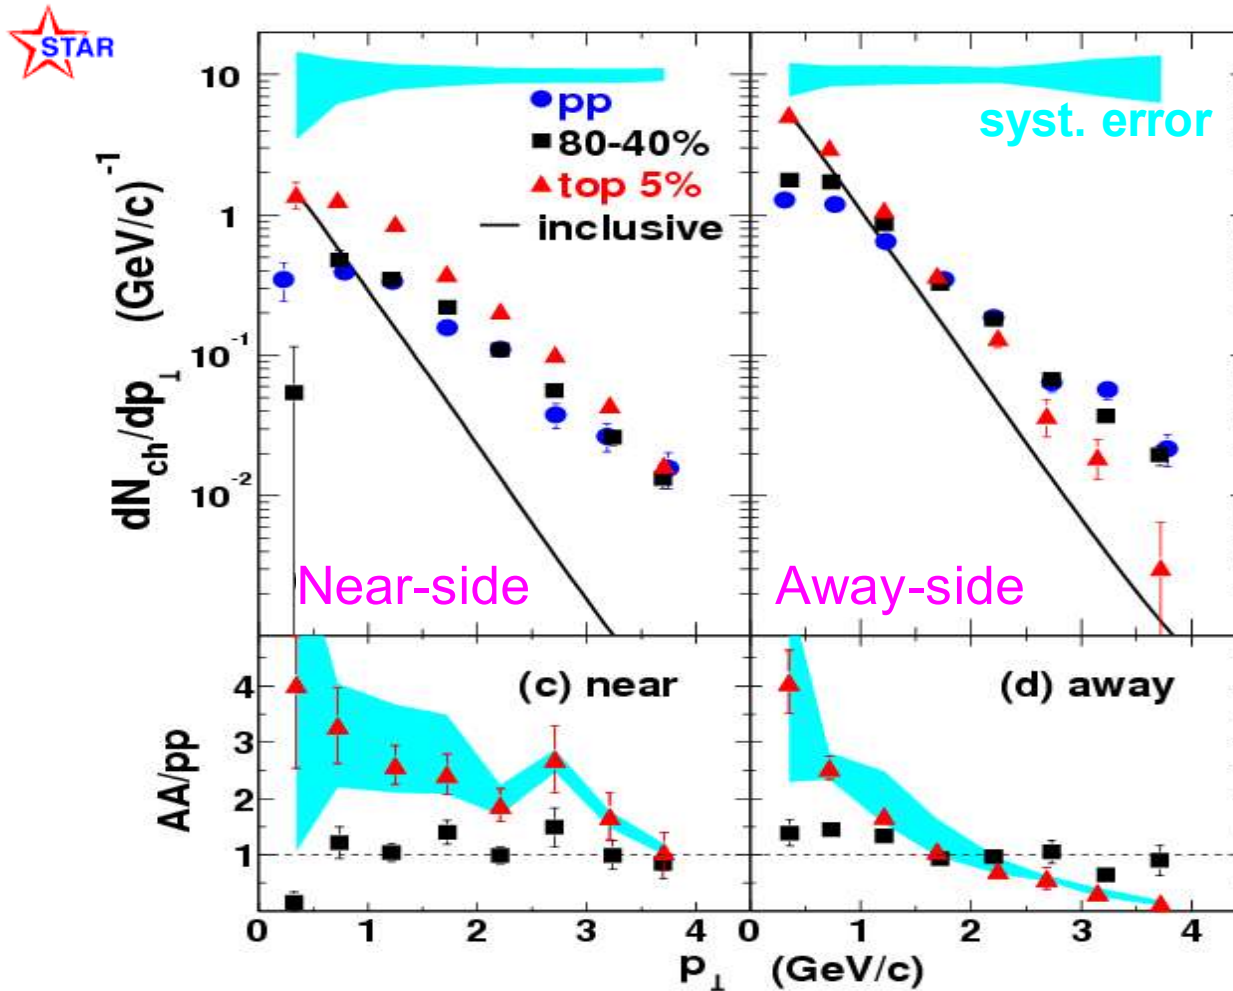 STAR
dN_ch/dp_⊥ (GeV/c)^-1
10
1
10^-1
10^-2
pp
80-40%
top 5%
inclusive
syst. error
Near-side
Away-side
AA/pp
4
3
2
1
(c) near
(d) away
0 1 2 3 0 1 2 3 4
p_⊥ (GeV/c)